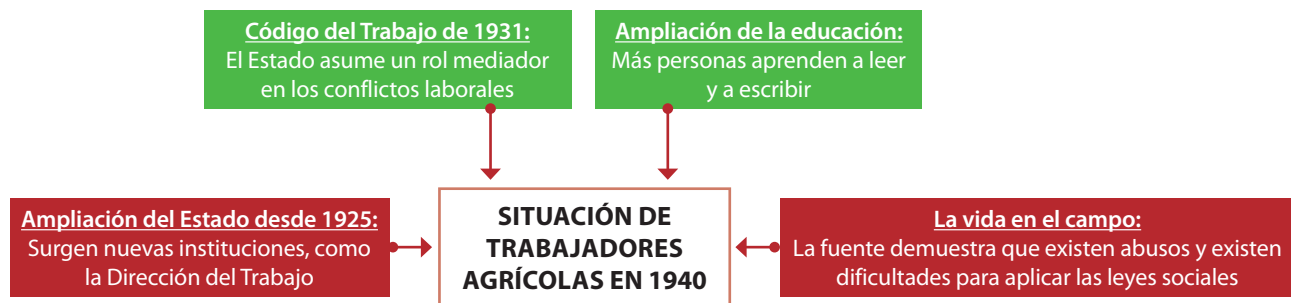 Código del Trabajo de 1931:
El Estado asume un rol mediador
en los conflictos laborales
Ampliación de la educación:
Más personas aprenden a leer
y a escribir
Ampliación del Estado desde 1925:
Surgen nuevas instituciones, como
la Dirección del Trabajo
SITUACIÓN DE
TRABAJADORES
AGRÍCOLAS EN 1940
La vida en el campo:
La fuente demuestra que existen abusos y existen
dificultades para aplicar las leyes sociales